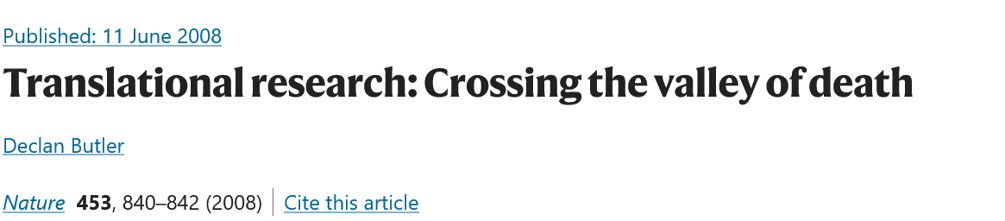 Published: 11 June 2008
Translational research: Crossing the valley of death
Declan Butler
Nature 453, 840–842 (2008) Cite this article